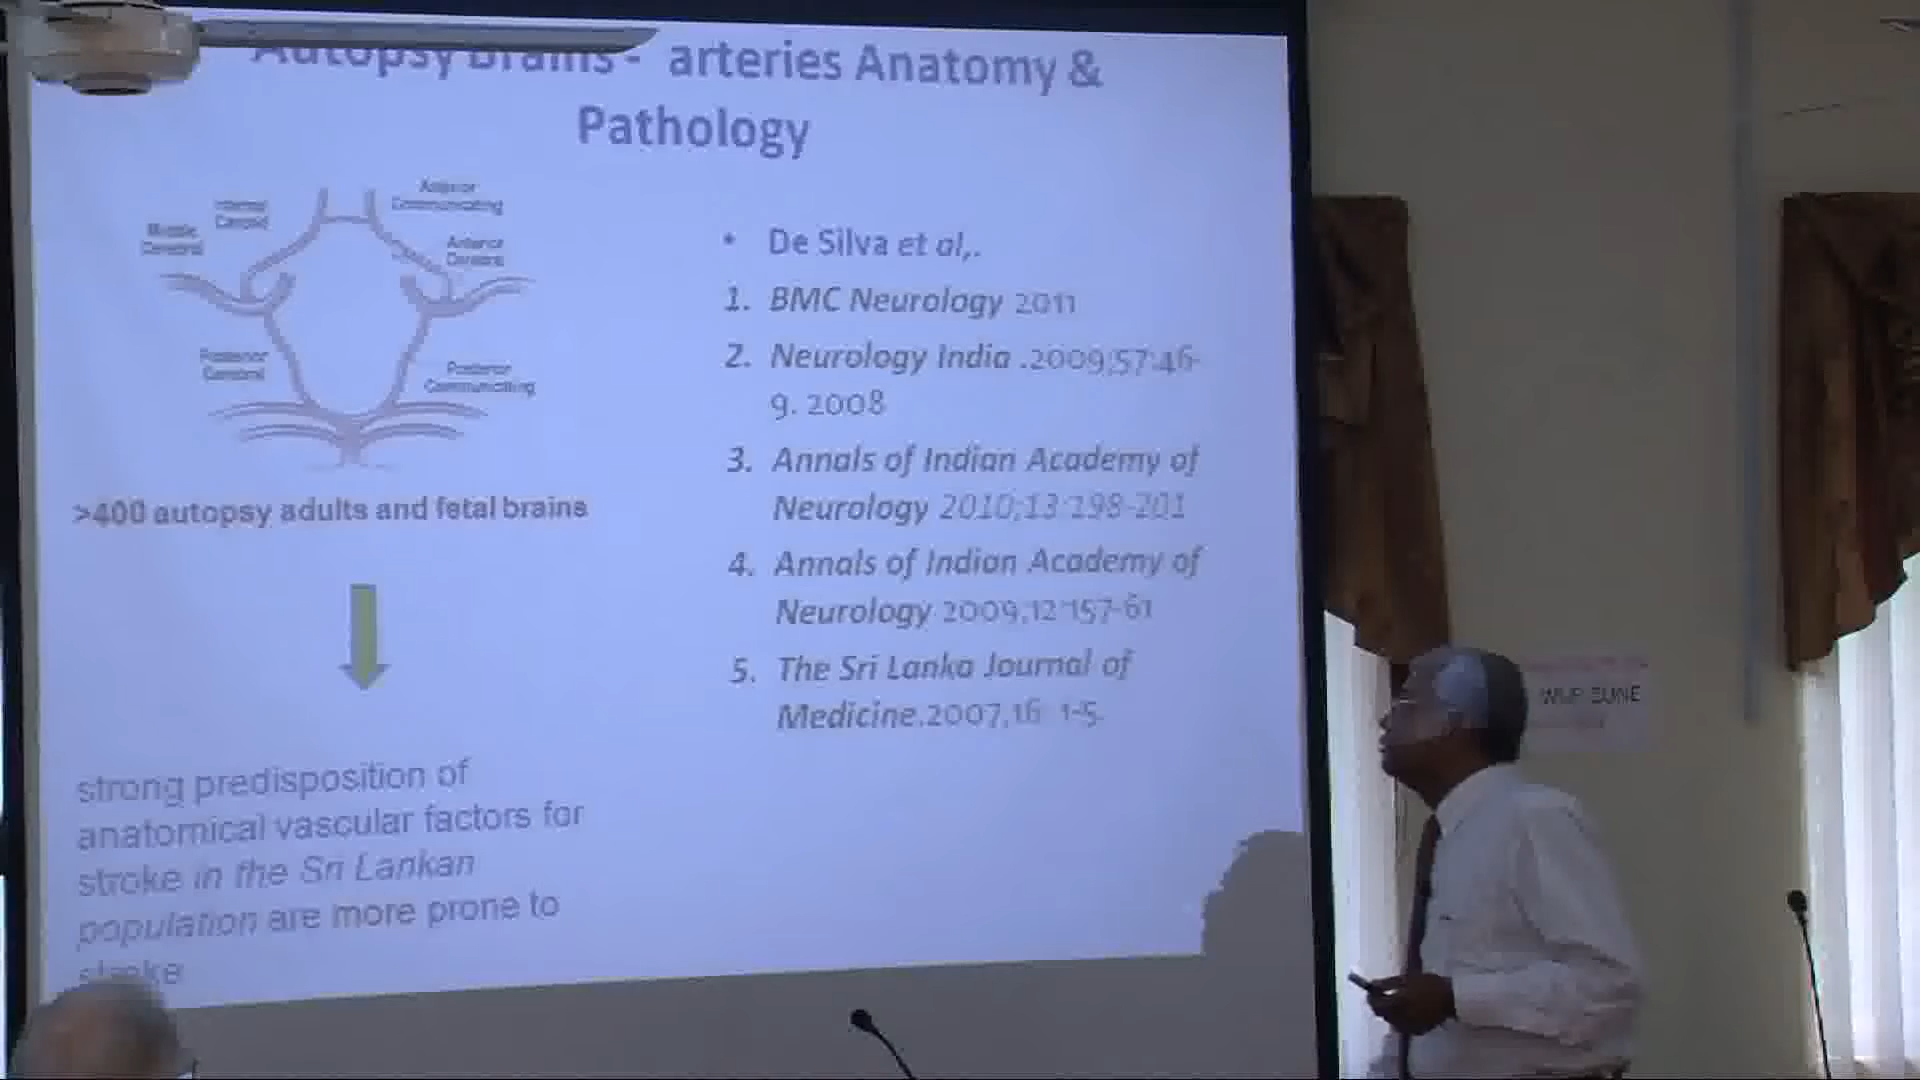 Autopsy Brains - arteries Anatomy &
Pathology
Anterior
Communicating
Internal
Carotid
Middle
Cerebral
Anterior
Cerebral
Posterior
Cerebral
Posterior
Communicating
>400 autopsy adults and fetal brains
strong predisposition of
anatomical vascular factors for
stroke in the Sri Lankan
population are more prone to
stroke
• De Silva et al,.
1. BMC Neurology 2011
2. Neurology India .2009;57:46-
9. 2008
3. Annals of Indian Academy of
Neurology 2010;13:198-201
4. Annals of Indian Academy of
Neurology 2009;12:157-61
5. The Sri Lanka Journal of
Medicine.2007,16: 1-5.